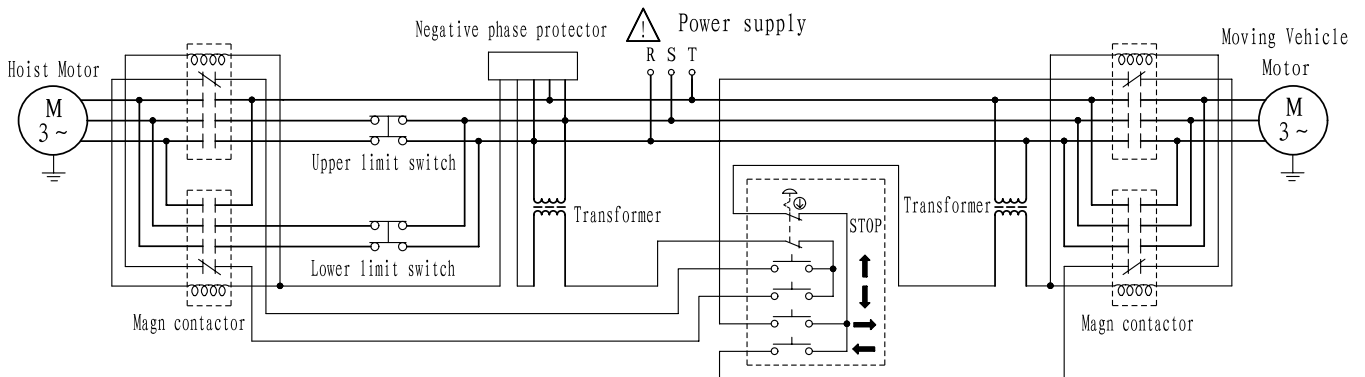 Negative phase protector
Power supply
R S T
Hoist Motor
M
3~
Moving Vehicle
Motor
M
3~
Upper limit switch
Transformer
Transformer
STOP
Lower limit switch
Magn contactor
Magn contactor